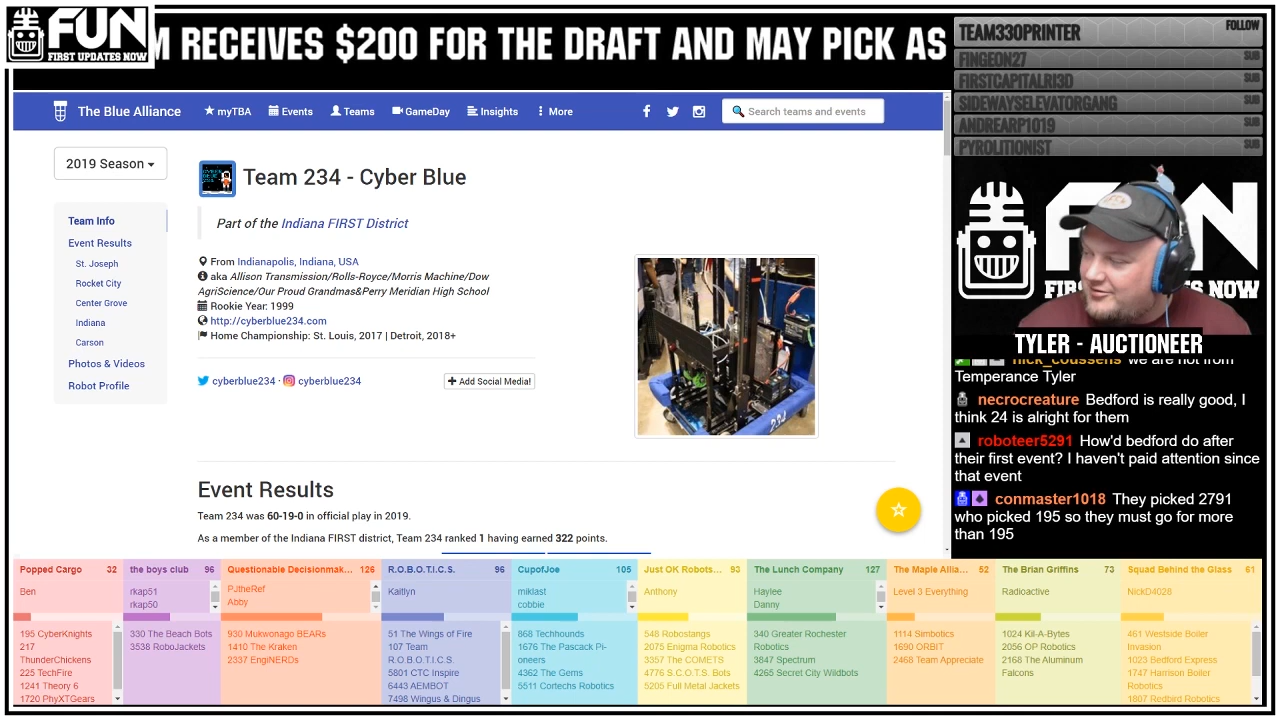 FUN
FIRST UPDATES NOW
M RECEIVES $200 FOR THE DRAFT AND MAY PICK AS
TEAM330PRINTER FOLLOW
FINGEON27 SUB
FIRSTCAPITALRI3D SUB
SIDEWAYSELEVATORGANG SUB
ANDREARP1019 SUB
PYROLITIONIST SUB
The Blue Alliance myTBA Events Teams GameDay Insights More Search teams and events
2019 Season
Team Info
Event Results
St. Joseph
Rocket City
Center Grove
Indiana
Carson
Photos & Videos
Robot Profile
Team 234 - Cyber Blue
Part of the Indiana FIRST District
From Indianapolis, Indiana, USA
aka Allison Transmission/Rolls-Royce/Morris Machine/Dow
AgriScience/Our Proud Grandmas&Perry Meridian High School
Rookie Year: 1999
http://cyberblue234.com
Home Championship: St. Louis, 2017 | Detroit, 2018+
cyberblue234 · cyberblue234 Add Social Media!
234
Event Results
Team 234 was 60-19-0 in official play in 2019.
As a member of the Indiana FIRST district, Team 234 ranked 1 having earned 322 points.
TYLER - AUCTIONEER
nick_coussens we are not from
Temperance Tyler
necrocreature Bedford is really good, I
think 24 is alright for them
roboteer5291 How'd bedford do after
their first event? I haven't paid attention since
that event
conmaster1018 They picked 2791
who picked 195 so they must go for more
than 195
Popped Cargo 32
Ben
195 CyberKnights
217
ThunderChickens
225 TechFire
1241 Theory 6
1720 PhyXTGears
the boys club 96
rkap51
rkap50
330 The Beach Bots
3538 RoboJackets
Questionable Decisionmak... 126
PJtheRef
Abby
930 Mukwonago BEARs
1410 The Kraken
2337 EngiNERDs
R.O.B.O.T.I.C.S. 96
Kaitlyn
51 The Wings of Fire
107 Team
R.O.B.O.T.I.C.S.
5801 CTC Inspire
6443 AEMBOT
7498 Wingus & Dingus
CupofJoe 105
miklast
cobbie
868 Techhounds
1676 The Pascack Pi-
oneers
4362 The Gems
5511 Cortechs Robotics
Just OK Robots... 93
Anthony
548 Robostangs
2075 Enigma Robotics
3357 The COMETS
4776 S.C.O.T.S. Bots
5205 Full Metal Jackets
The Lunch Company 127
Haylee
Danny
340 Greater Rochester
Robotics
3847 Spectrum
4265 Secret City Wildbots
The Maple Allia... 52
Level 3 Everything
1114 Simbotics
1690 ORBIT
2468 Team Appreciate
The Brian Griffins 73
Radioactive
1024 Kil-A-Bytes
2056 OP Robotics
2168 The Aluminum
Falcons
Squad Behind the Glass 61
NickD4028
461 Westside Boiler
Invasion
1023 Bedford Express
1747 Harrison Boiler
Robotics
1807 Redbird Robotics